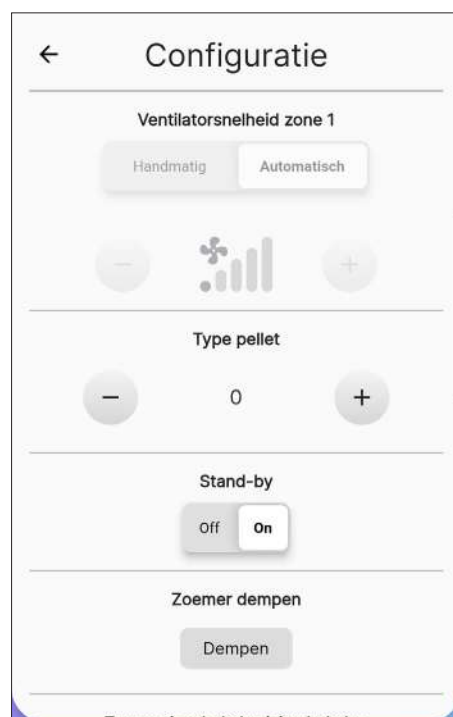 Configuratie
Ventilatorsnelheid zone 1
Handmatig Automatisch
Type pellet
− 0 +
Stand-by
Off On
Zoemer dempen
Dempen